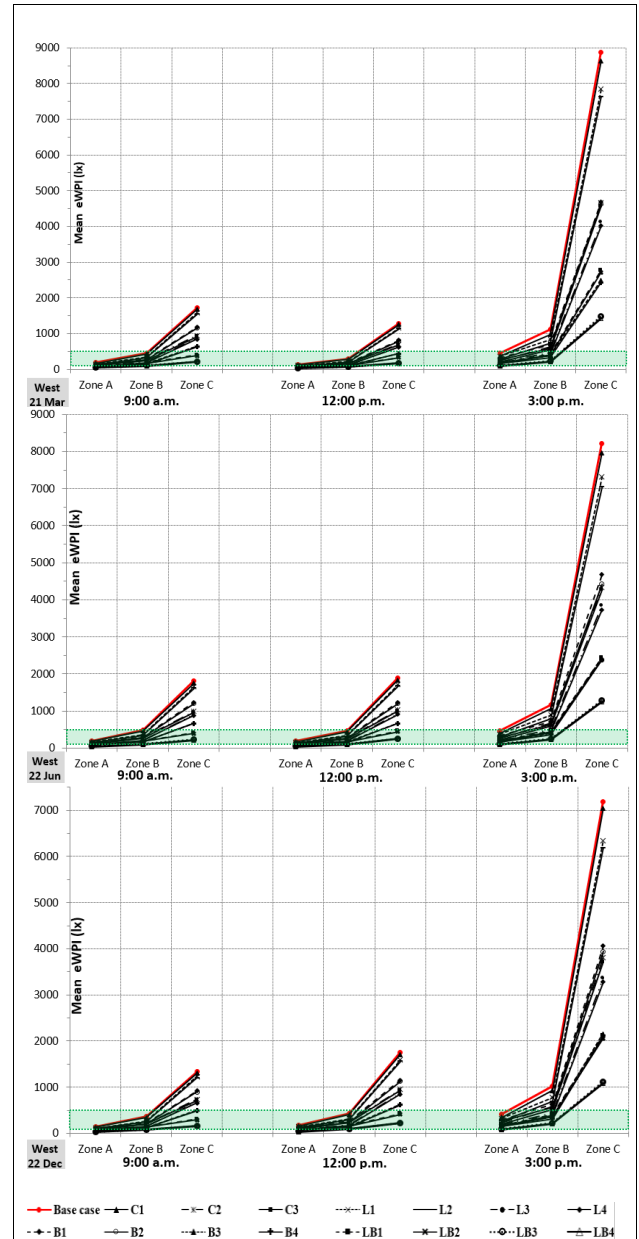 9000
8000
7000
6000
5000
4000
3000
2000
1000
0
Mean eWPI (lx)
Zone A Zone B Zone C Zone A Zone B Zone C Zone A Zone B Zone C
West
21 Mar
9:00 a.m. 12:00 p.m. 3:00 p.m.
9000
8000
7000
6000
5000
4000
3000
2000
1000
0
Mean eWPI (lx)
Zone A Zone B Zone C Zone A Zone B Zone C Zone A Zone B Zone C
West
22 Jun
9:00 a.m. 12:00 p.m. 3:00 p.m.
7000
6000
5000
4000
3000
2000
1000
0
Mean eWPI (lx)
Zone A Zone B Zone C Zone A Zone B Zone C Zone A Zone B Zone C
West
22 Dec
9:00 a.m. 12:00 p.m. 3:00 p.m.
Base case C1 C2 C3 L1 L2 L3 L4
B1 B2 B3 B4 LB1 LB2 LB3 LB4